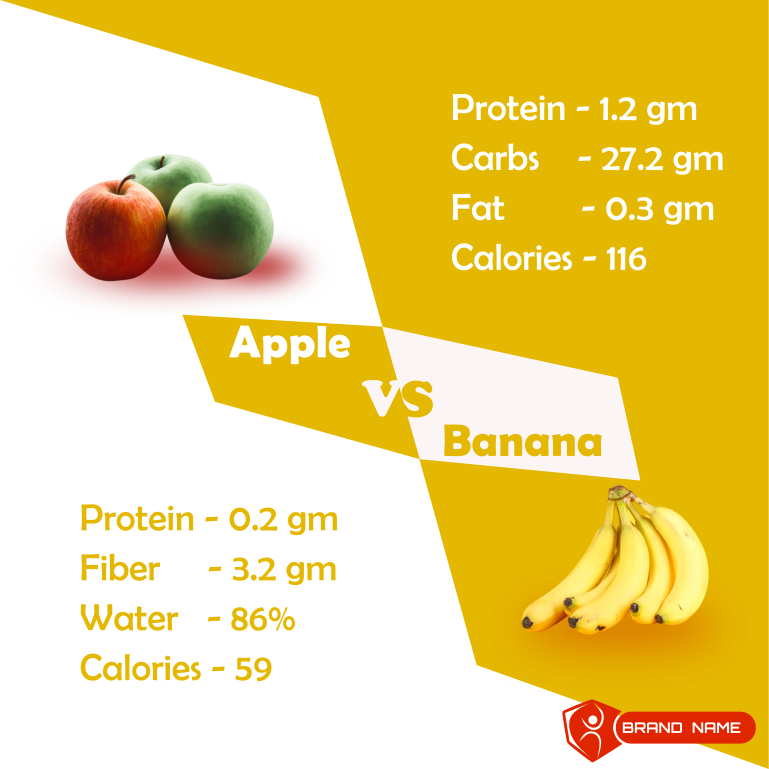 Protein - 1.2 gm
Carbs - 27.2 gm
Fat - 0.3 gm
Calories - 116
Apple
vs
Banana
Protein - 0.2 gm
Fiber - 3.2 gm
Water - 86%
Calories - 59
BRAND NAME